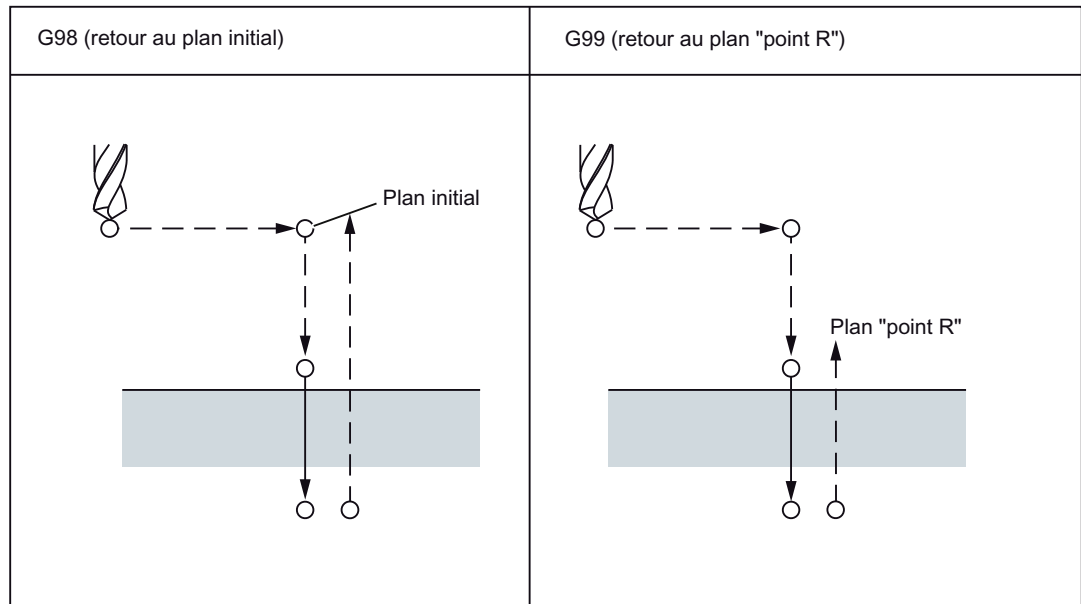 G98 (retour au plan initial)
G99 (retour au plan "point R")
Plan initial
Plan "point R"